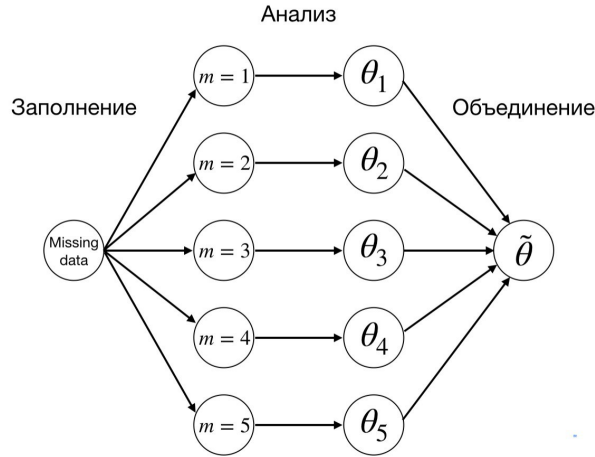 Анализ
Заполнение
Объединение
m = 1
θ₁
m = 2
θ₂
Missing
data
m = 3
θ₃
θ̃
m = 4
θ₄
m = 5
θ₅